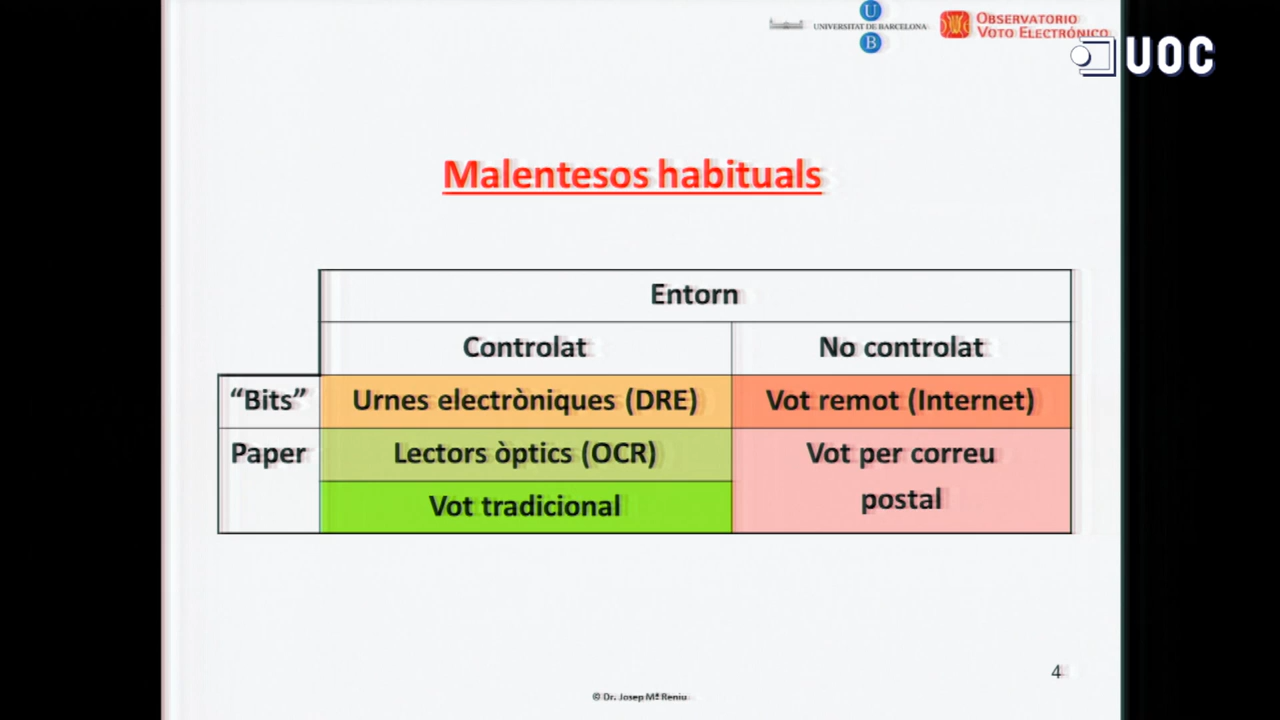 U
UNIVERSITAT DE BARCELONA
B
OBSERVATORIO
VOTO ELECTRÓNICO
UOC
Malentesos habituals
Entorn
Controlat No controlat
“Bits” Urnes electròniques (DRE) Vot remot (Internet)
Paper Lectors òptics (OCR) Vot per correu
postal
Vot tradicional
4
© Dr. Josep Mª Reniu